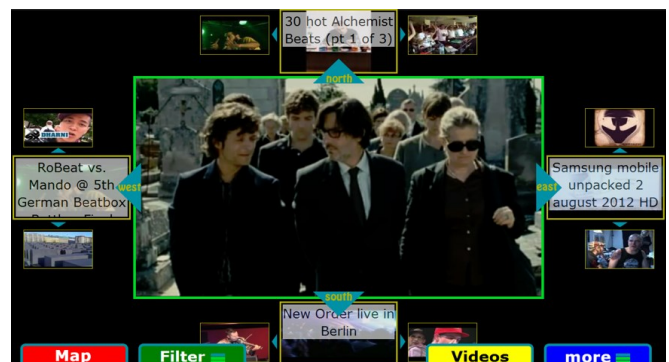 30 hot Alchemist
Beats (pt 1 of 3)
north
DHARNI
RoBeat vs.
Mando @ 5th
German Beatbox
west
east
Samsung mobile
unpacked 2
august 2012 HD
south
New Order live in
Berlin
Map
Filter
Videos
more